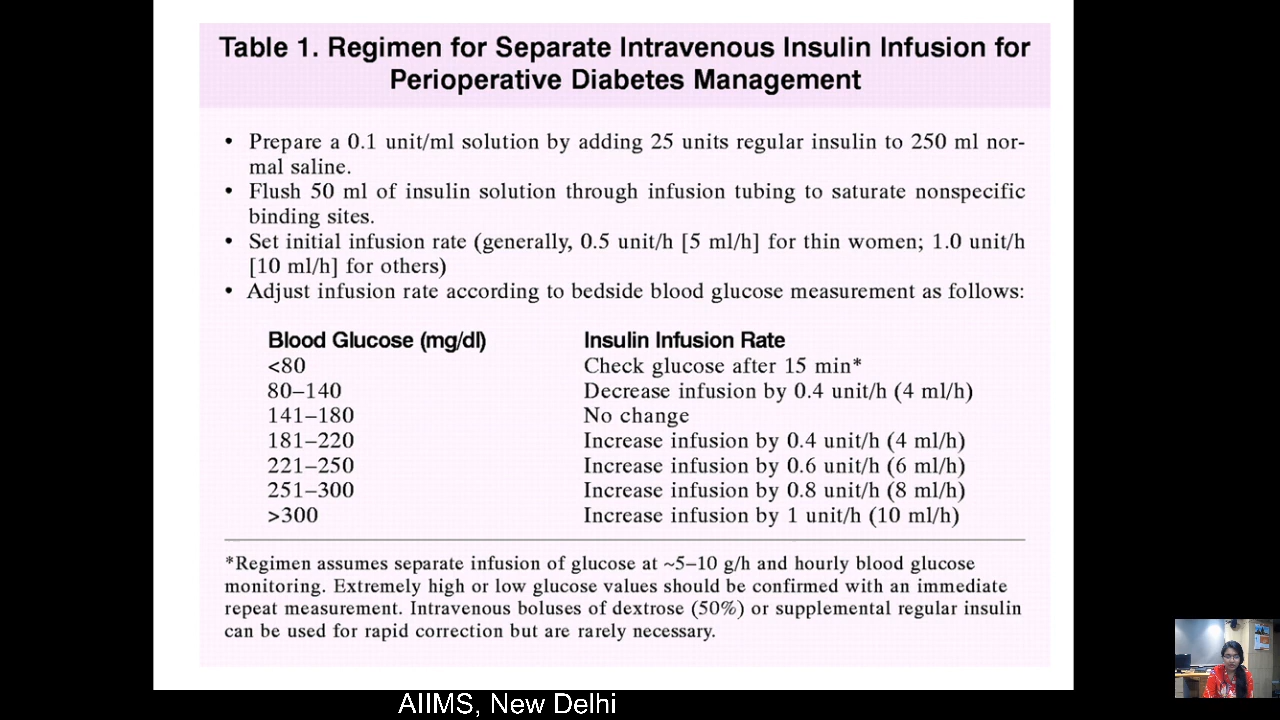 Table 1. Regimen for Separate Intravenous Insulin Infusion for
Perioperative Diabetes Management
• Prepare a 0.1 unit/ml solution by adding 25 units regular insulin to 250 ml nor-
mal saline.
• Flush 50 ml of insulin solution through infusion tubing to saturate nonspecific
binding sites.
• Set initial infusion rate (generally, 0.5 unit/h [5 ml/h] for thin women; 1.0 unit/h
[10 ml/h] for others)
• Adjust infusion rate according to bedside blood glucose measurement as follows:
Blood Glucose (mg/dl) Insulin Infusion Rate
<80 Check glucose after 15 min*
80–140 Decrease infusion by 0.4 unit/h (4 ml/h)
141–180 No change
181–220 Increase infusion by 0.4 unit/h (4 ml/h)
221–250 Increase infusion by 0.6 unit/h (6 ml/h)
251–300 Increase infusion by 0.8 unit/h (8 ml/h)
>300 Increase infusion by 1 unit/h (10 ml/h)
*Regimen assumes separate infusion of glucose at ~5–10 g/h and hourly blood glucose
monitoring. Extremely high or low glucose values should be confirmed with an immediate
repeat measurement. Intravenous boluses of dextrose (50%) or supplemental regular insulin
can be used for rapid correction but are rarely necessary.
AIIMS, New Delhi